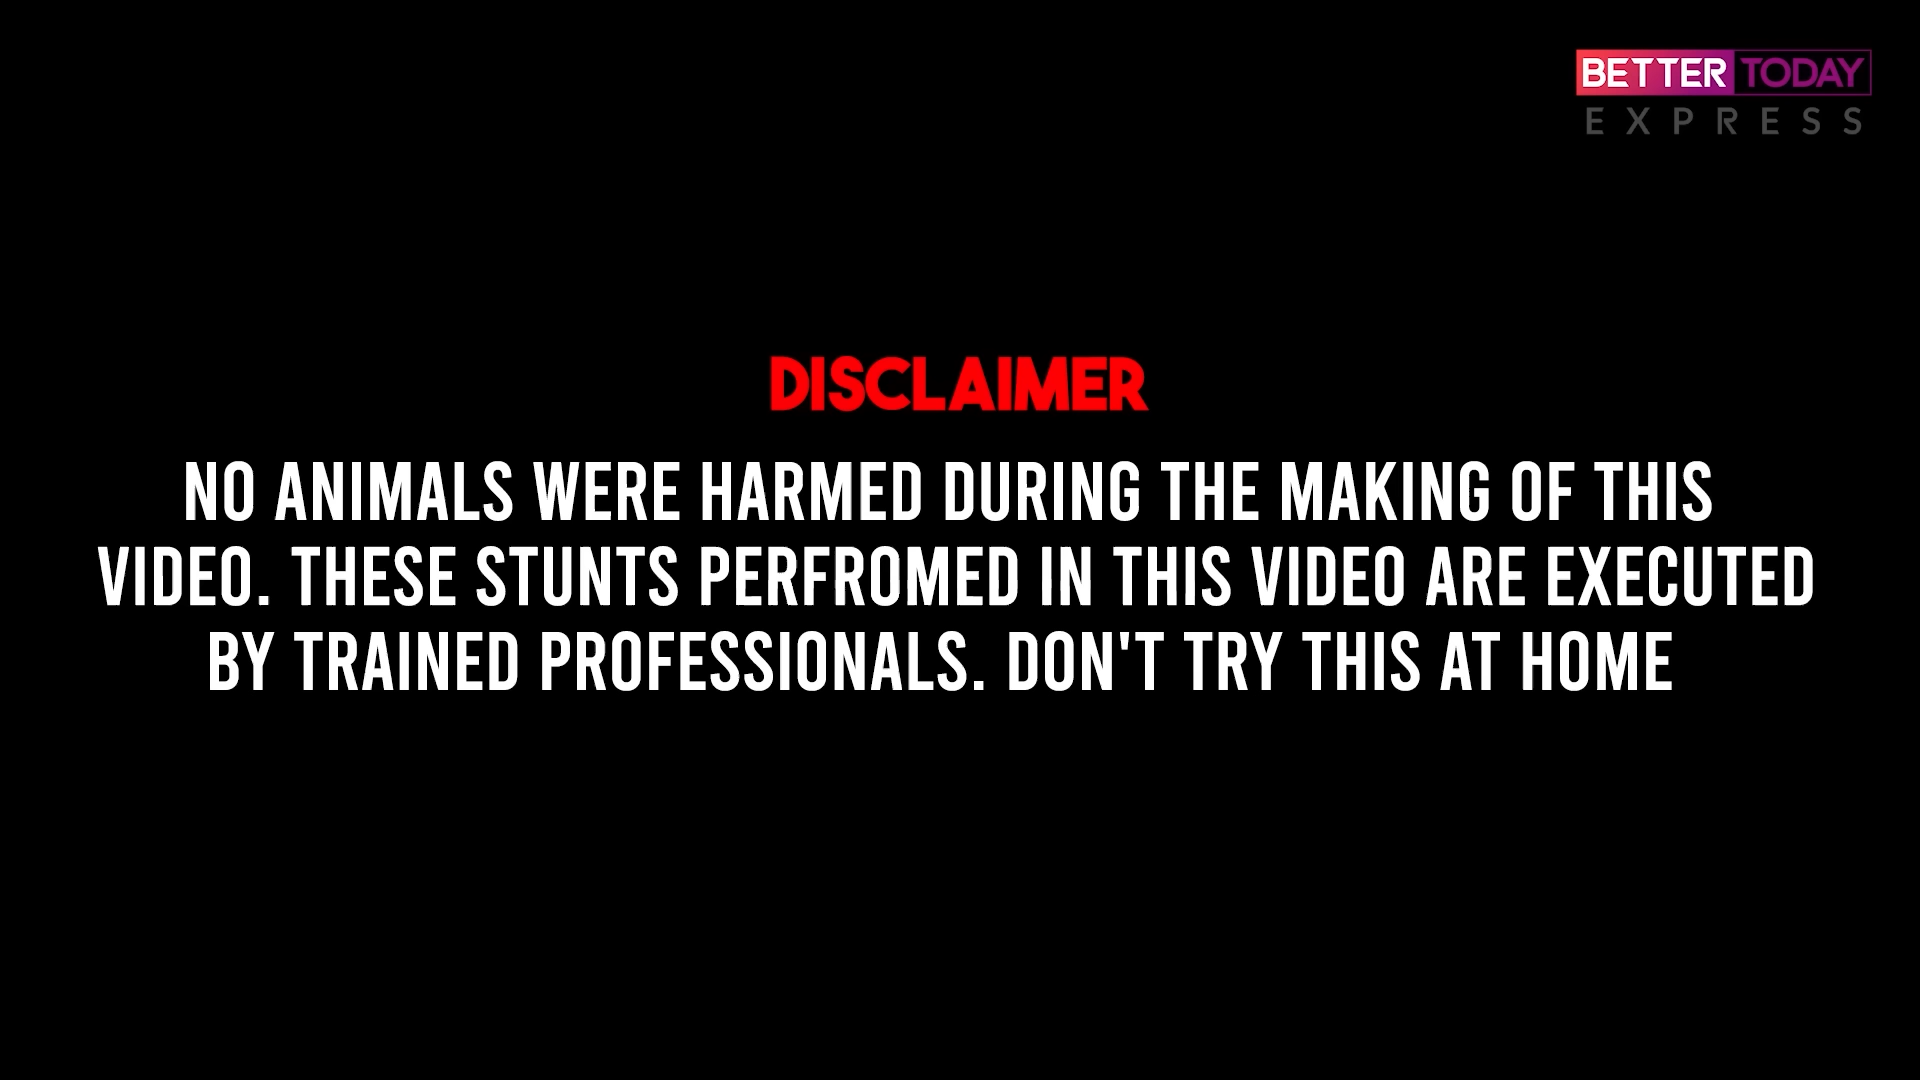 BETTER TODAY
EXPRESS
DISCLAIMER
NO ANIMALS WERE HARMED DURING THE MAKING OF THIS
VIDEO. THESE STUNTS PERFROMED IN THIS VIDEO ARE EXECUTED
BY TRAINED PROFESSIONALS. DON'T TRY THIS AT HOME